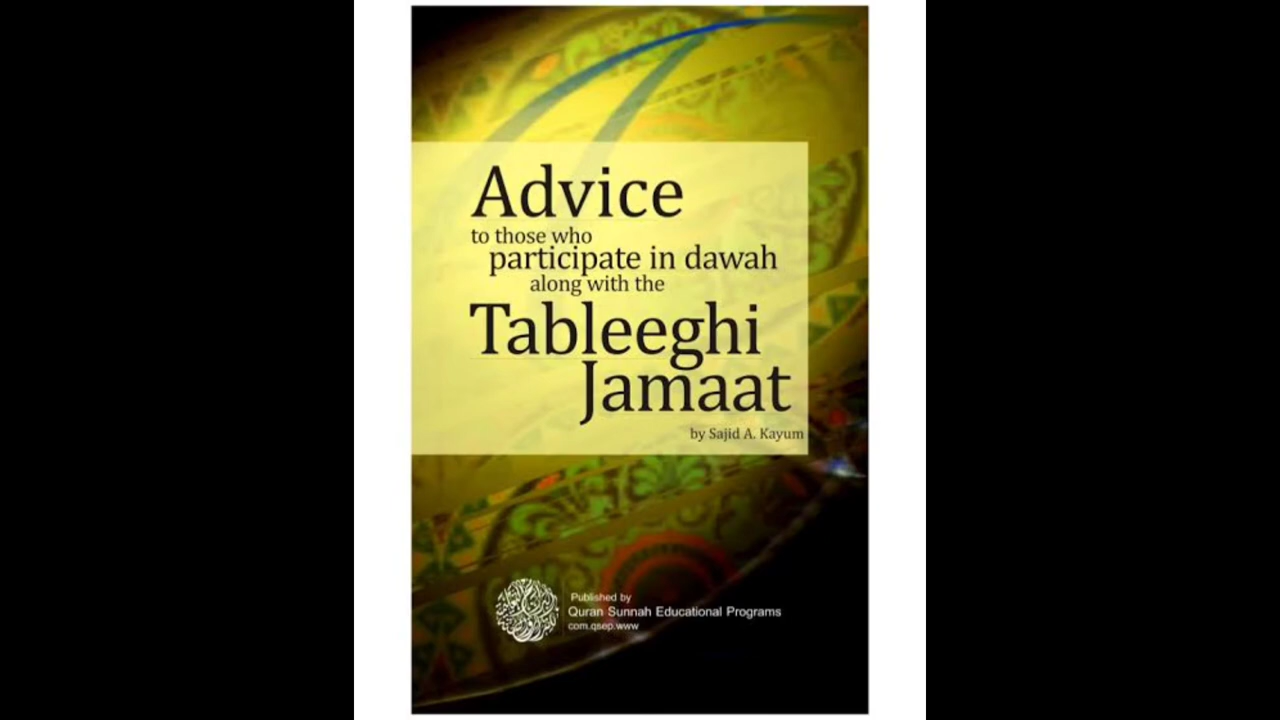 Advice
to those who
participate in dawah
along with the
Tableeghi
Jamaat
by Sajid A. Kayum
Published by
Quran Sunnah Educational Programs
com.qsep.www